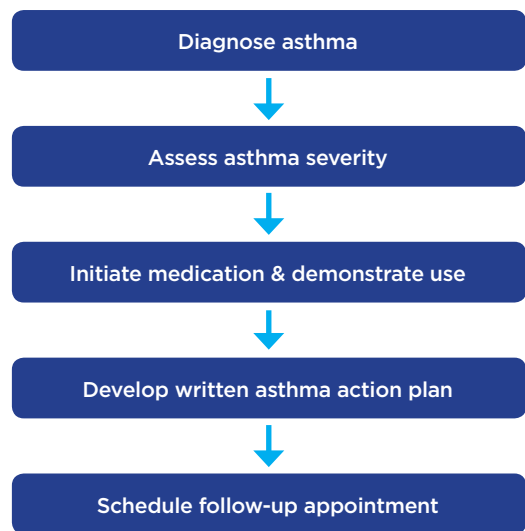 Diagnose asthma
Assess asthma severity
Initiate medication & demonstrate use
Develop written asthma action plan
Schedule follow-up appointment